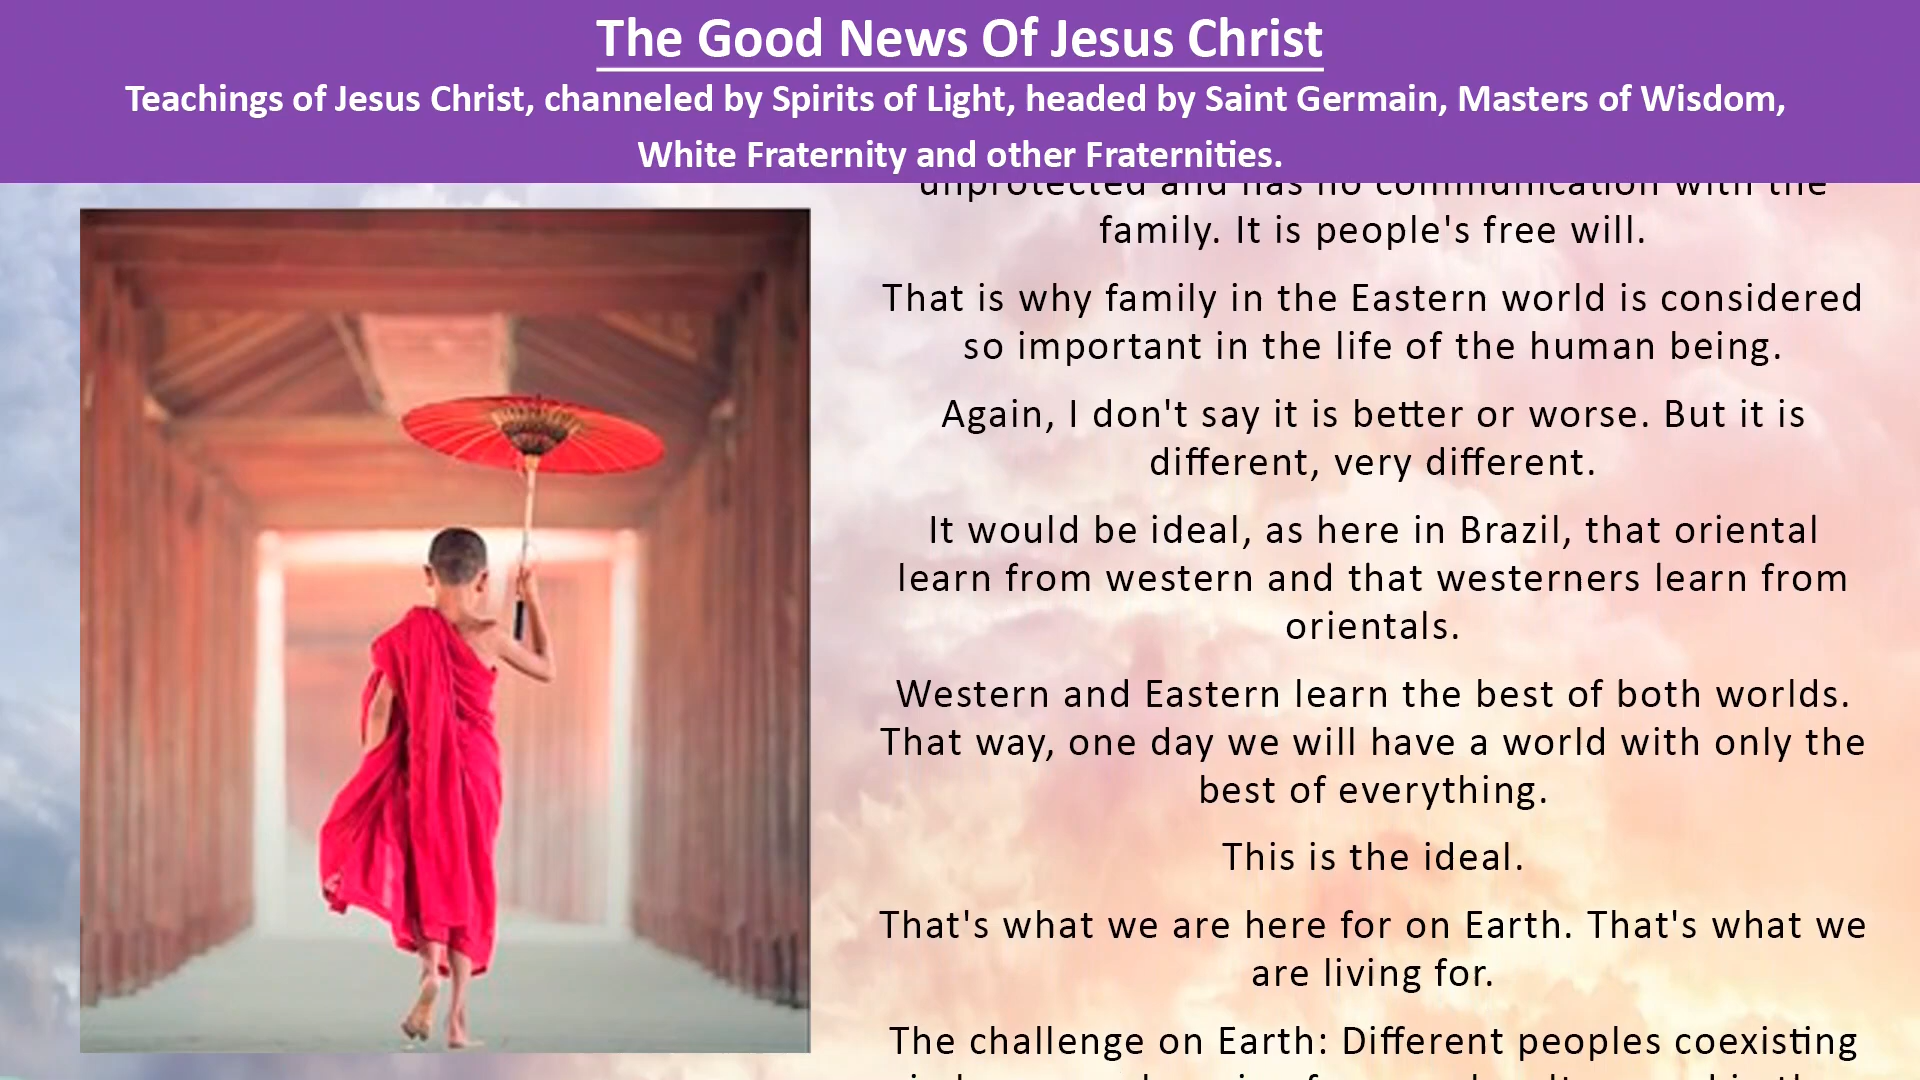 The Good News Of Jesus Christ
Teachings of Jesus Christ, channeled by Spirits of Light, headed by Saint Germain, Masters of Wisdom,
White Fraternity and other Fraternities.
unprotected and has no communication with the
family. It is people's free will.
That is why family in the Eastern world is considered
so important in the life of the human being.
Again, I don't say it is better or worse. But it is
different, very different.
It would be ideal, as here in Brazil, that oriental
learn from western and that westerners learn from
orientals.
Western and Eastern learn the best of both worlds.
That way, one day we will have a world with only the
best of everything.
This is the ideal.
That's what we are here for on Earth. That's what we
are living for.
The challenge on Earth: Different peoples coexisting